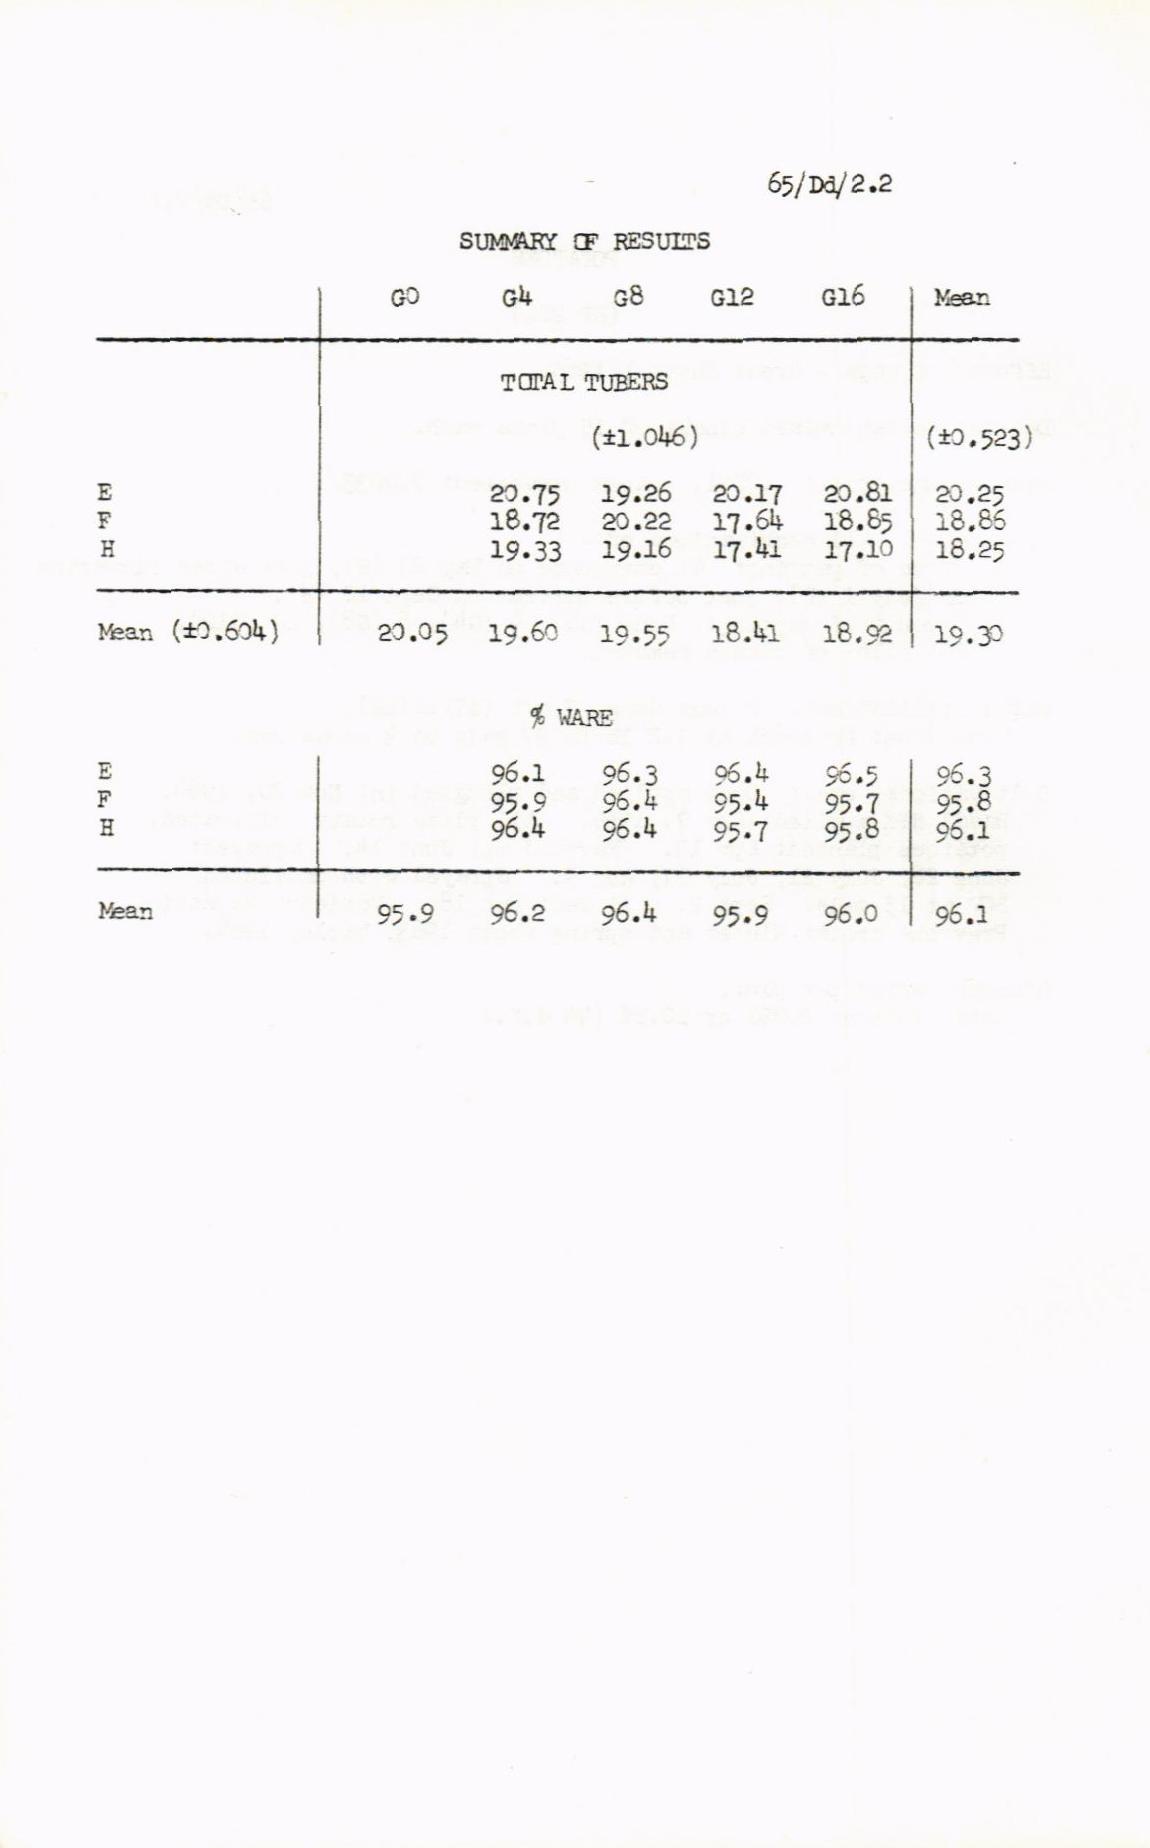 65/Dd/2.2
SUMMARY OF RESULTS
G0 G4 G8 G12 G16 Mean
TOTAL TUBERS
(±1.046) (±0.523)
E 20.75 19.26 20.17 20.81 20.25
F 18.72 20.22 17.64 18.85 18.86
H 19.33 19.16 17.41 17.10 18.25
Mean (±0.604) 20.05 19.60 19.55 18.41 18.92 19.30
% WARE
E 96.1 96.3 96.4 96.5 96.3
F 95.9 96.4 95.4 95.7 95.8
H 96.4 96.4 95.7 95.8 96.1
Mean 95.9 96.2 96.4 95.9 96.0 96.1